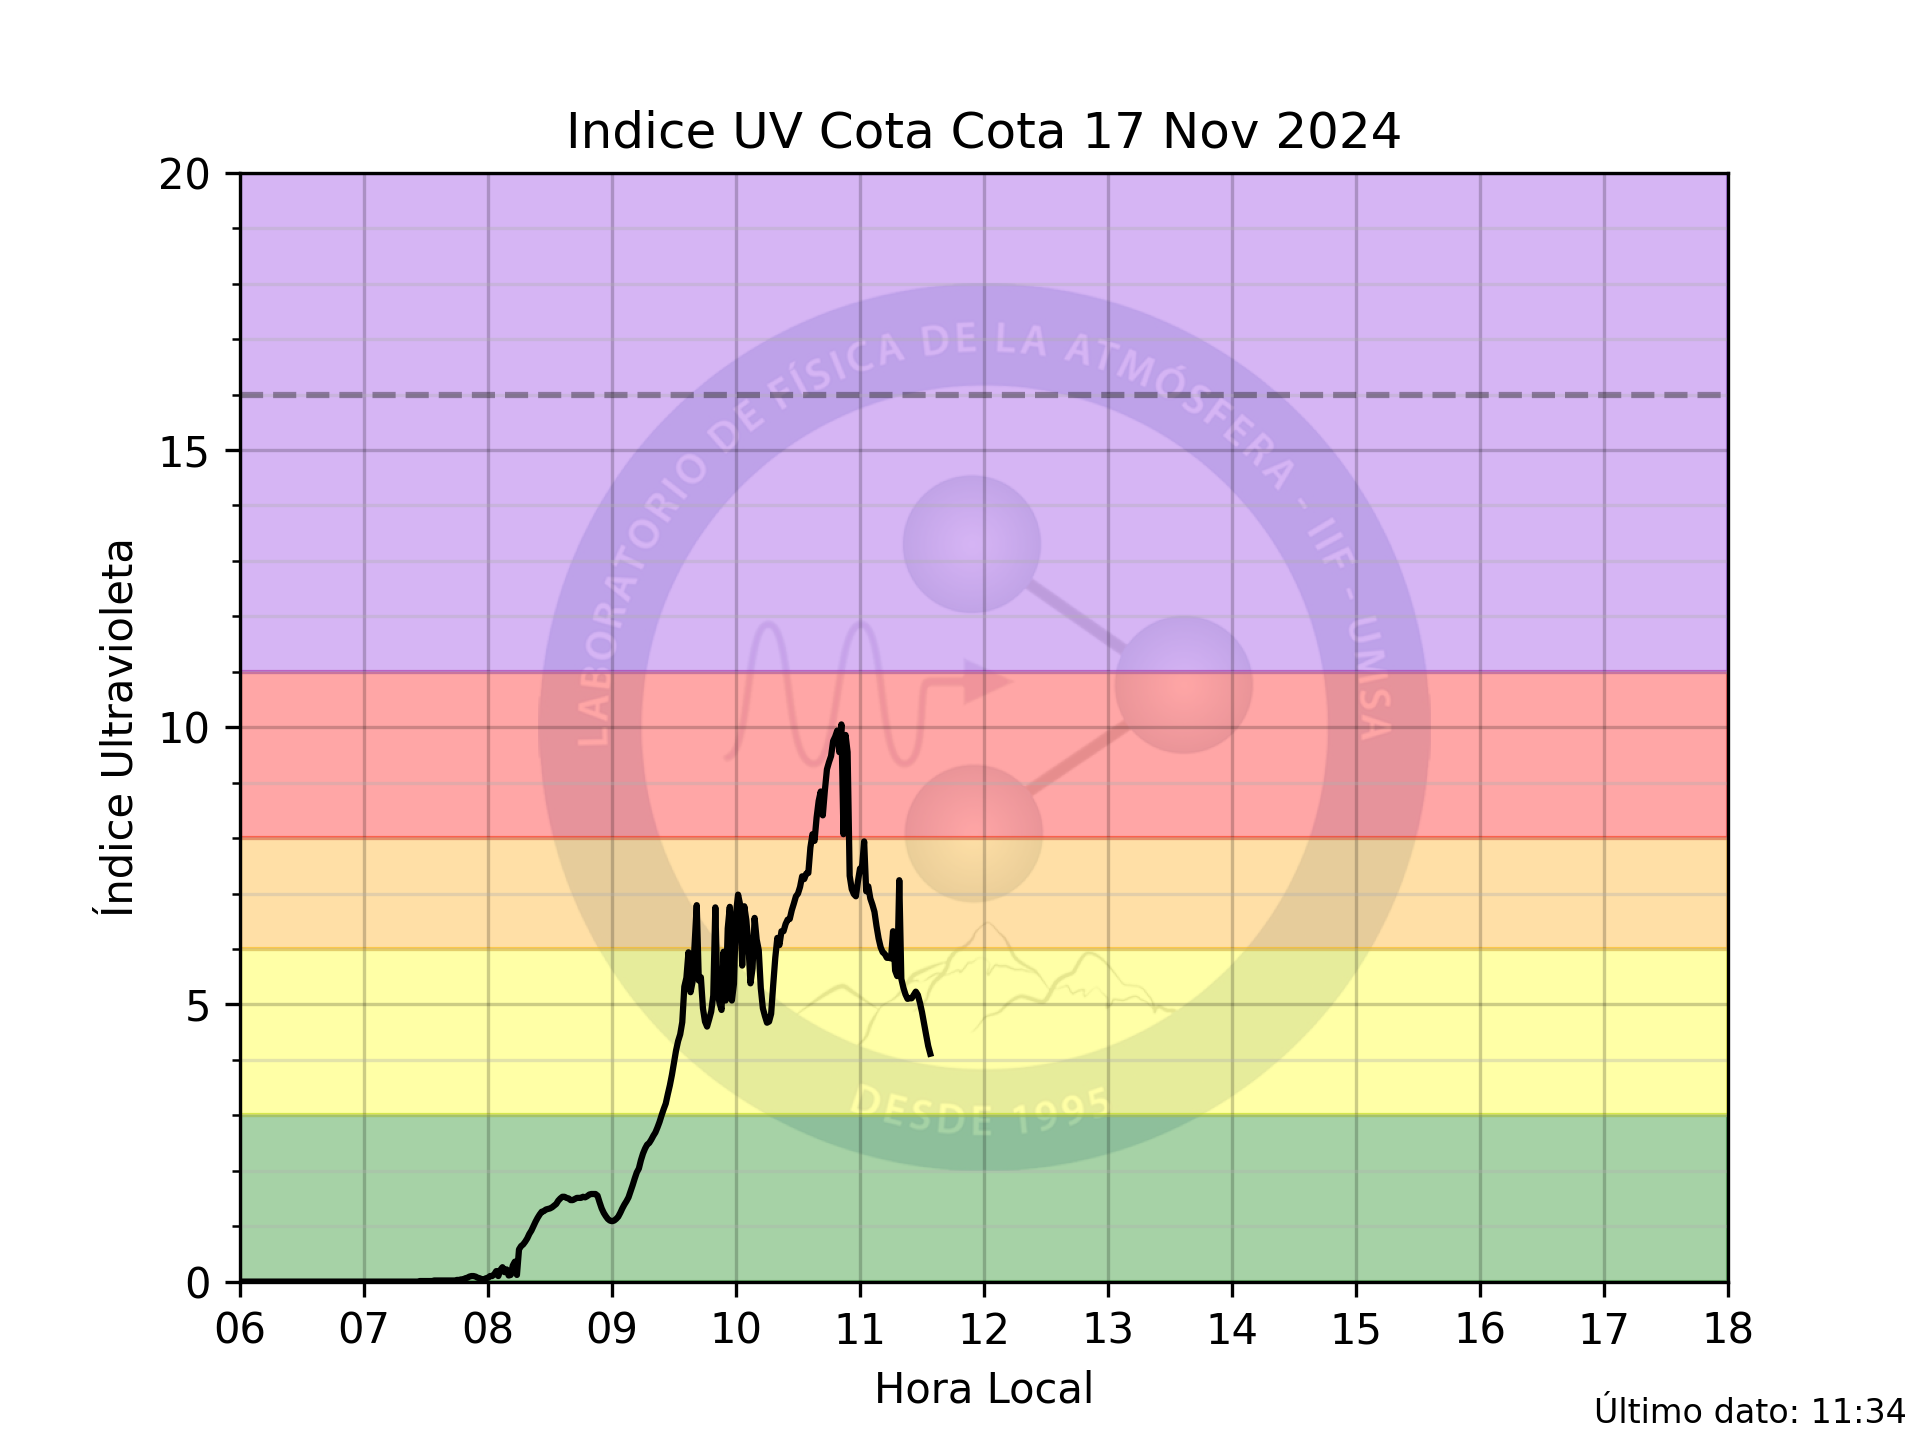 Indice UV Cota Cota 17 Nov 2024
20
15
10
5
0
Índice Ultravioleta
LABORATORIO DE FÍSICA DE LA ATMÓSFERA - IIF - UMSA
DESDE 1995
06 07 08 09 10 11 12 13 14 15 16 17 18
Hora Local
Último dato: 11:34